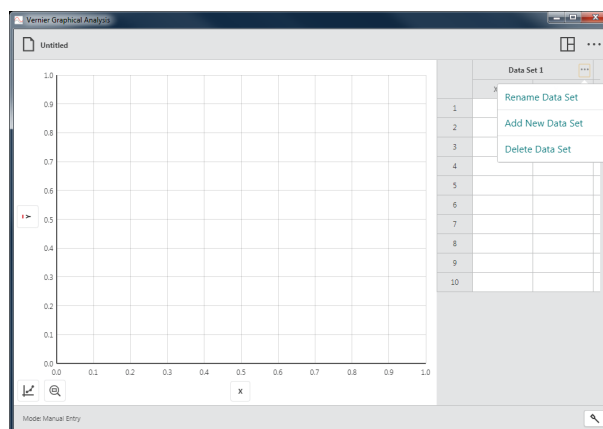 Vernier Graphical Analysis
Untitled
Data Set 1
X
Rename Data Set
Add New Data Set
Delete Data Set
1
2
3
4
5
6
7
8
9
10
1.0
0.9
0.8
0.7
0.6
0.5
0.4
0.3
0.2
0.1
0.0
Y
0.0 0.1 0.2 0.3 0.4 0.5 0.6 0.7 0.8 0.9 1.0
X
Mode: Manual Entry